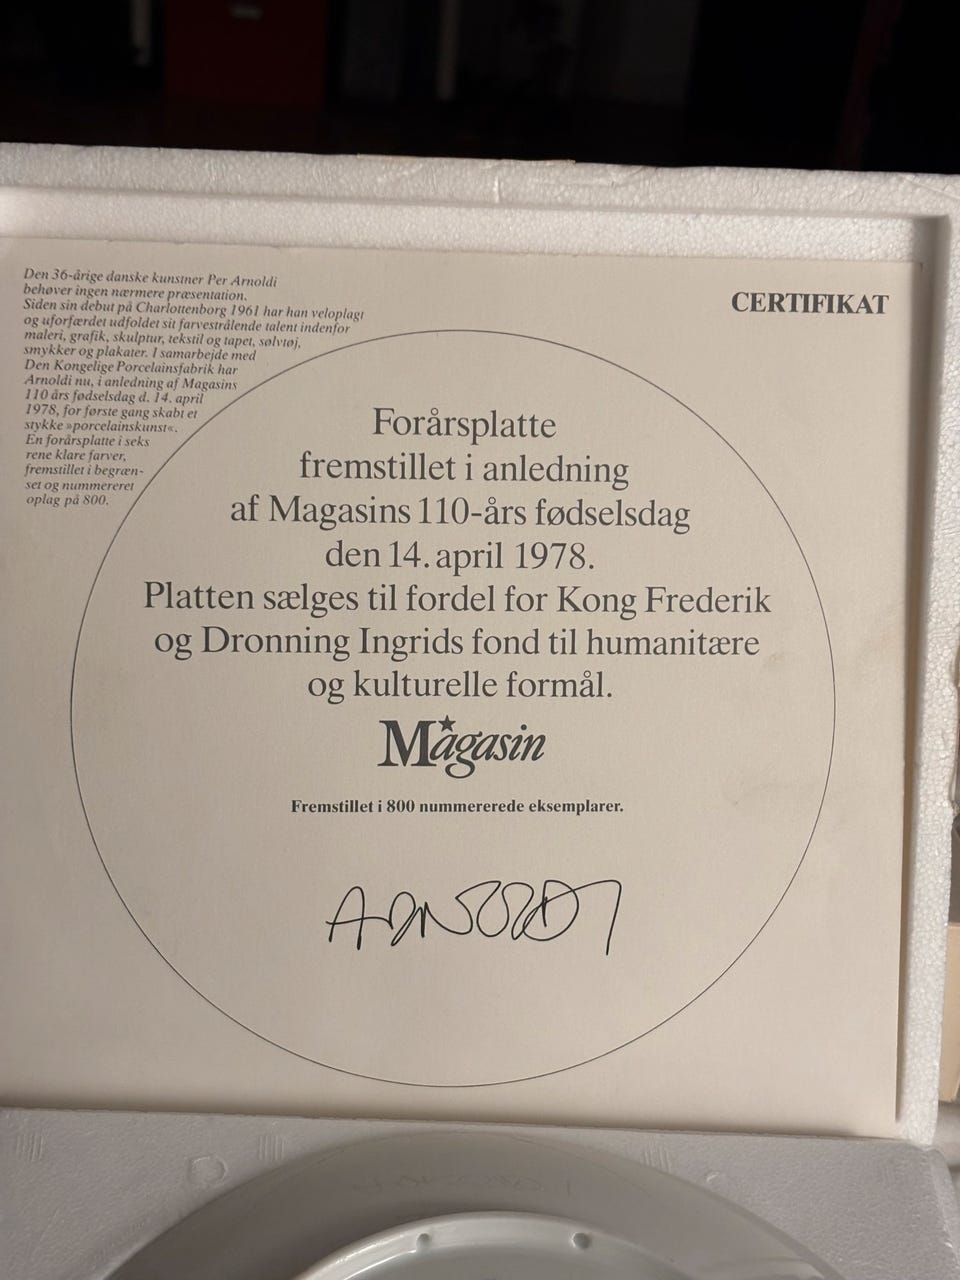 Den 36-årige danske kunstner Per Arnoldi
behøver ingen nærmere præsentation.
Siden sin debut på Charlottenborg 1961 har han veloplagt
og uforfærdet udfoldet sit farvestrålende talent indenfor
maleri, grafik, skulptur, tekstil og tapet, sølvtøj,
smykker og plakater. I samarbejde med
Den Kongelige Porcelainsfabrik har
Arnoldi nu, i anledning af Magasins
110 års fødselsdag d. 14. april
1978, for første gang skabt et
stykke »porcelainskunst«.
En forårsplatte i seks
rene klare farver,
fremstillet i begræn-
set og nummereret
oplag på 800.
CERTIFIKAT
Forårsplatte
fremstillet i anledning
af Magasins 110-års fødselsdag
den 14. april 1978.
Platten sælges til fordel for Kong Frederik
og Dronning Ingrids fond til humanitære
og kulturelle formål.
Magasin
Fremstillet i 800 nummererede eksemplarer.
ARNOLDI